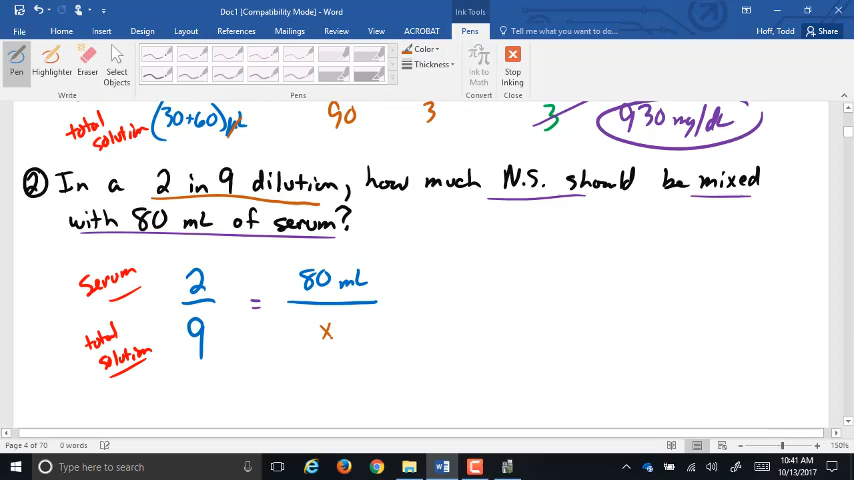 Doc1 [Compatibility Mode] - Word
Ink Tools
Hoff, Todd
Share
File Home Insert Draw Design Layout References Mailings Review View ACROBAT Pens Tell me what you want to do...
Pen Highlighter Eraser Select Objects
Color
Thickness
Ink to Math
Stop Inking
Write Pens Convert Close
total solution (30+60) 90 3 3 930 mg/dL
② In a 2 in 9 dilution, how much N.S. should be mixed
with 80 mL of serum?
serum 2 = 80 mL
total solution 9 x
Page 4 of 70 0 words 150%
Type here to search
10:41 AM
10/13/2017